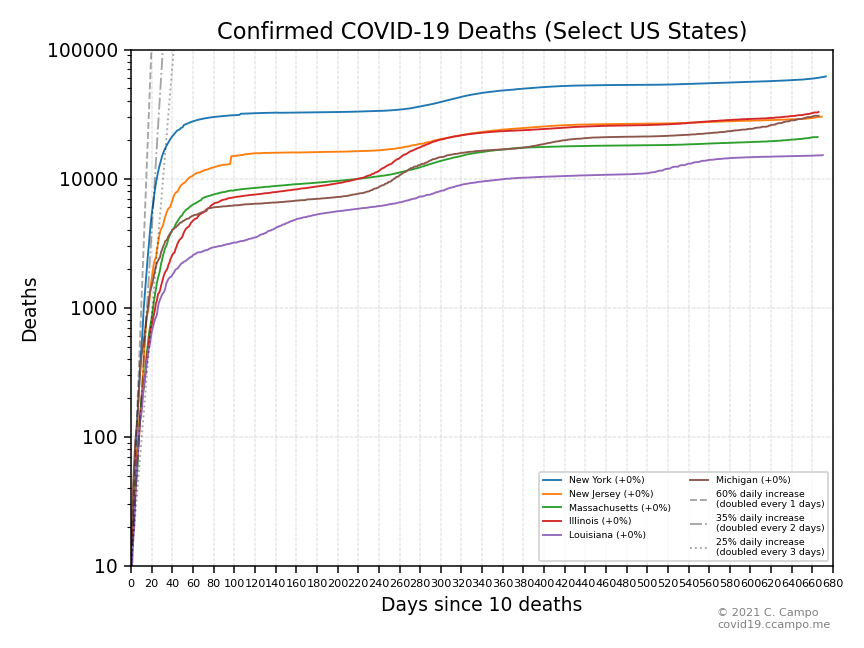 Confirmed COVID-19 Deaths (Select US States)
100000
10000
1000
100
10
Deaths
0 20 40 60 80 100 120 140 160 180 200 220 240 260 280 300 320 340 360 380 400 420 440 460 480 500 520 540 560 580 600 620 640 660 680
Days since 10 deaths
New York (+0%)
New Jersey (+0%)
Massachusetts (+0%)
Illinois (+0%)
Louisiana (+0%)
Michigan (+0%)
60% daily increase
(doubled every 1 days)
35% daily increase
(doubled every 2 days)
25% daily increase
(doubled every 3 days)
© 2021 C. Campo
covid19.ccampo.me